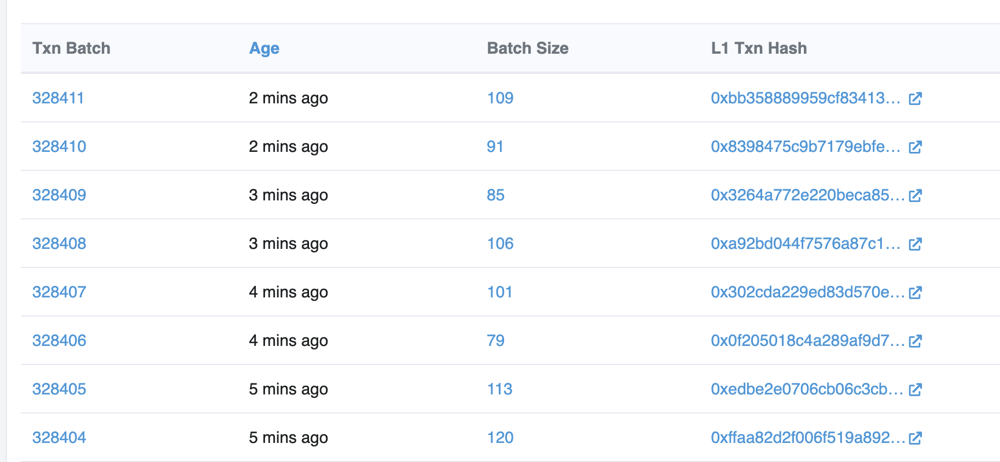 Txn Batch Age Batch Size L1 Txn Hash
328411 2 mins ago 109 0xbb358889959cf83413...
328410 2 mins ago 91 0x8398475c9b7179ebfe...
328409 3 mins ago 85 0x3264a772e220beca85...
328408 3 mins ago 106 0xa92bd044f7576a87c1...
328407 4 mins ago 101 0x302cda229ed83d570e...
328406 4 mins ago 79 0x0f205018c4a289af9d7...
328405 5 mins ago 113 0xedbe2e0706cb06c3cb...
328404 5 mins ago 120 0xffaa82d2f006f519a892...